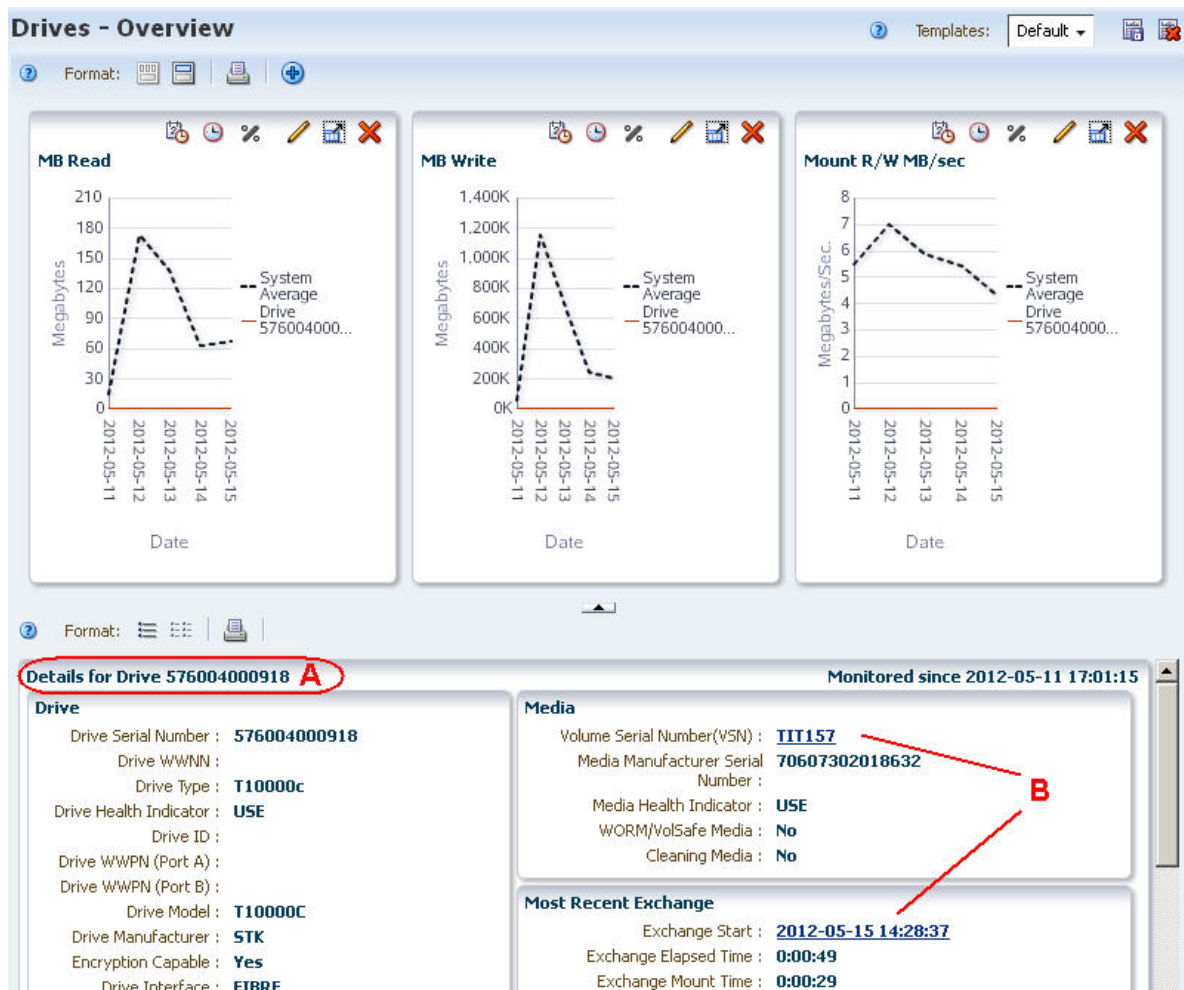 Drives - Overview
Templates: Default
Format:
MB Read
210
180
150
120
90
60
30
0
Megabytes
System
Average
Drive
576004000...
2012-05-11
2012-05-12
2012-05-13
2012-05-14
2012-05-15
Date
MB Write
1,400K
1,200K
1,000K
800K
600K
400K
200K
0K
Megabytes
System
Average
Drive
576004000...
2012-05-11
2012-05-12
2012-05-13
2012-05-14
2012-05-15
Date
Mount R/W MB/sec
8
7
6
5
4
3
2
1
0
Megabytes/Sec.
System
Average
Drive
576004000...
2012-05-11
2012-05-12
2012-05-13
2012-05-14
2012-05-15
Date
Format:
Details for Drive 576004000918 A
Monitored since 2012-05-11 17:01:15
Drive
Drive Serial Number : 576004000918
Drive WWNN :
Drive Type : T10000c
Drive Health Indicator : USE
Drive ID :
Drive WWPN (Port A) :
Drive WWPN (Port B) :
Drive Model : T10000C
Drive Manufacturer : STK
Encryption Capable : Yes
Drive Interface : FIBRE
Media
Volume Serial Number(VSN) : TIT157
Media Manufacturer Serial 70607302018632
Number :
Media Health Indicator : USE
WORM/VolSafe Media : No
Cleaning Media : No
B
Most Recent Exchange
Exchange Start : 2012-05-15 14:28:37
Exchange Elapsed Time : 0:00:49
Exchange Mount Time : 0:00:29